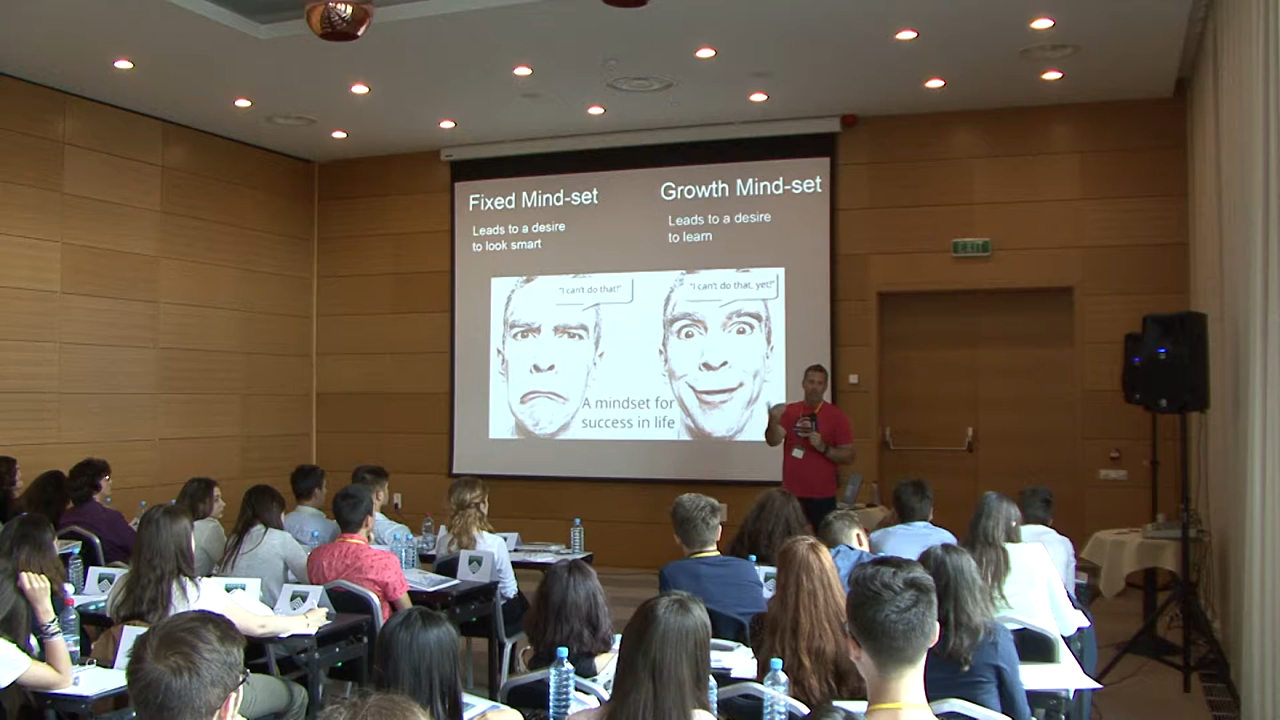 Fixed Mind-set
Leads to a desire
to look smart
Growth Mind-set
Leads to a desire
to learn
"I can't do that!"
"I can't do that, yet!"
A mindset for
success in life
EXIT